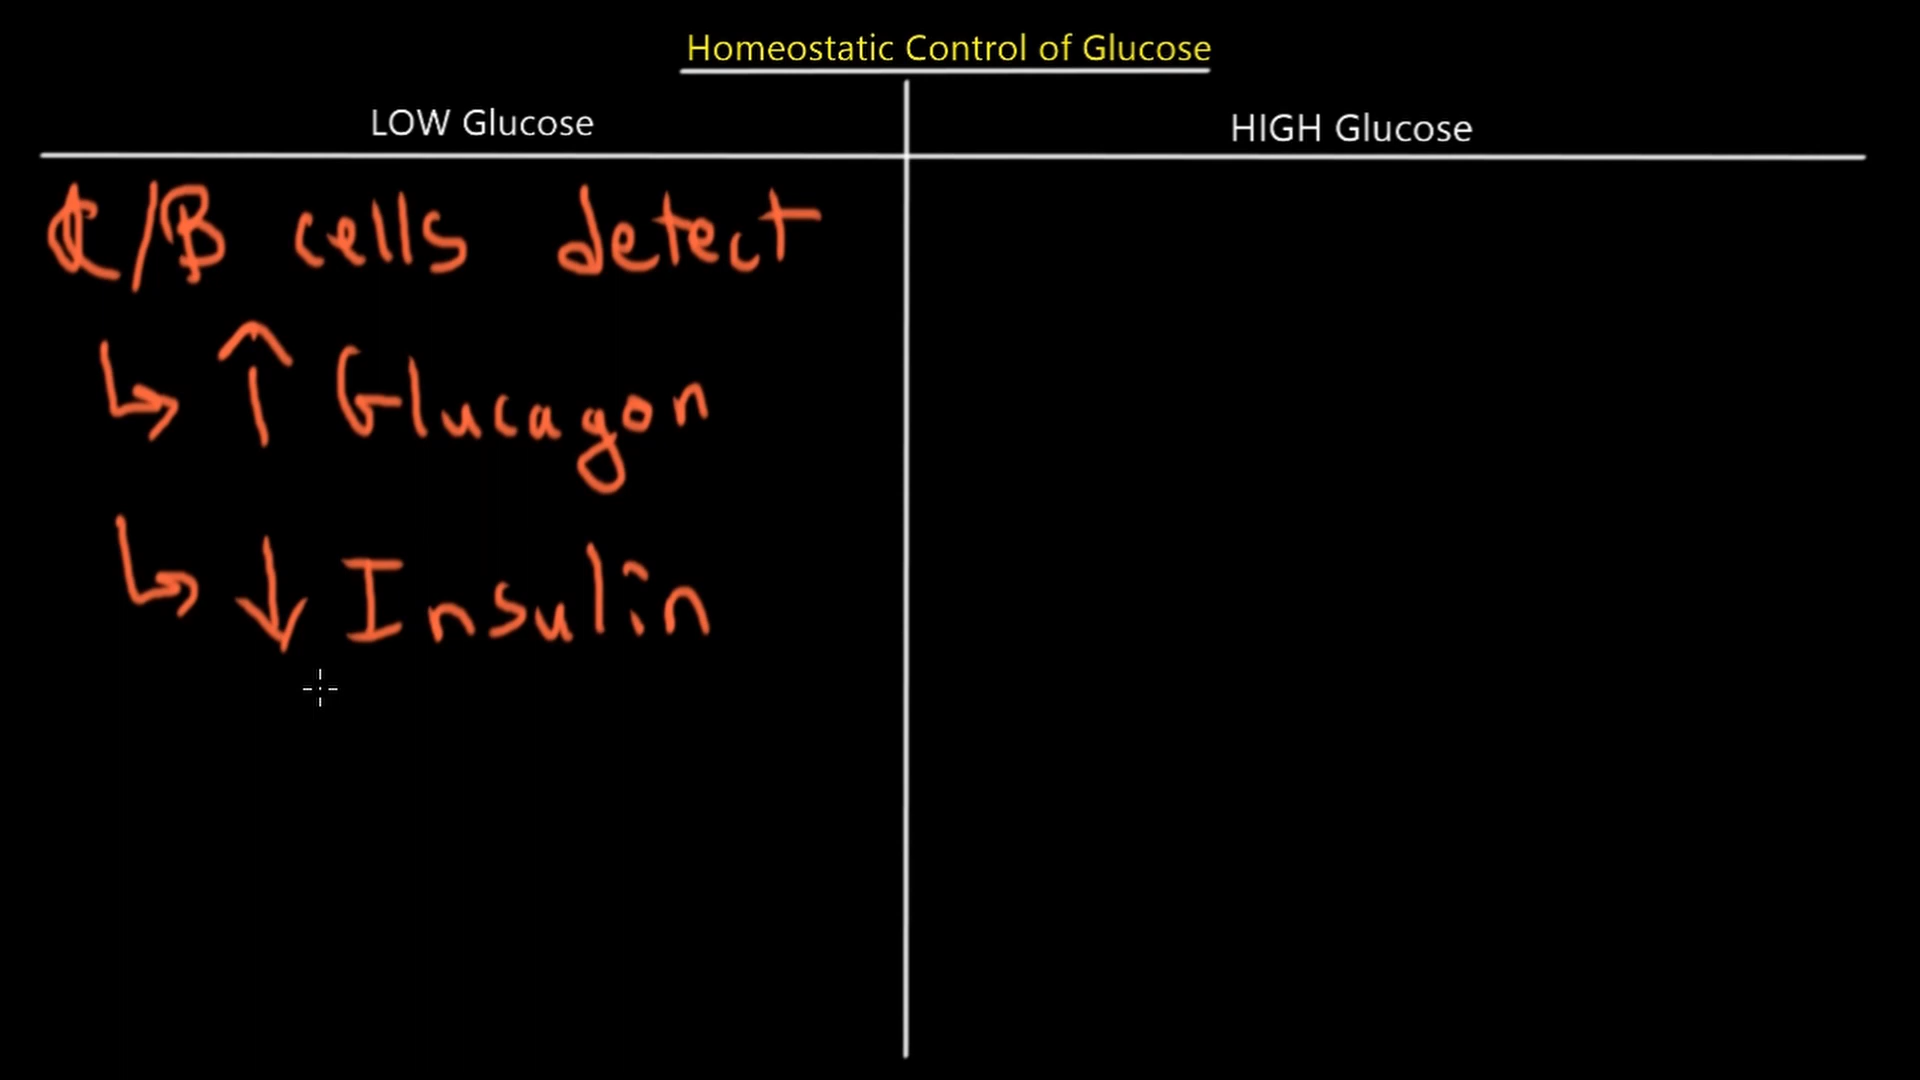 Homeostatic Control of Glucose
LOW Glucose
HIGH Glucose
α/B cells detect
↳ ↑ Glucagon
↳ ↓ Insulin